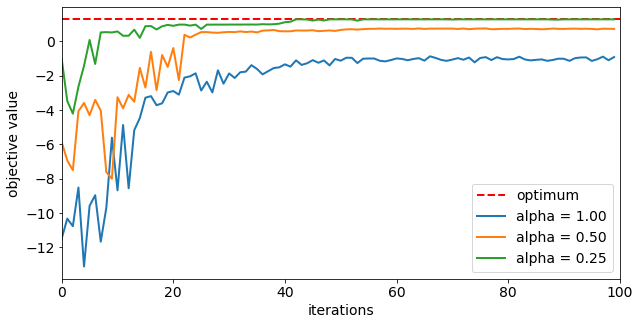 0
−2
−4
−6
−8
−10
−12
objective value
0
20
40
60
80
100
iterations
optimum
alpha = 1.00
alpha = 0.50
alpha = 0.25